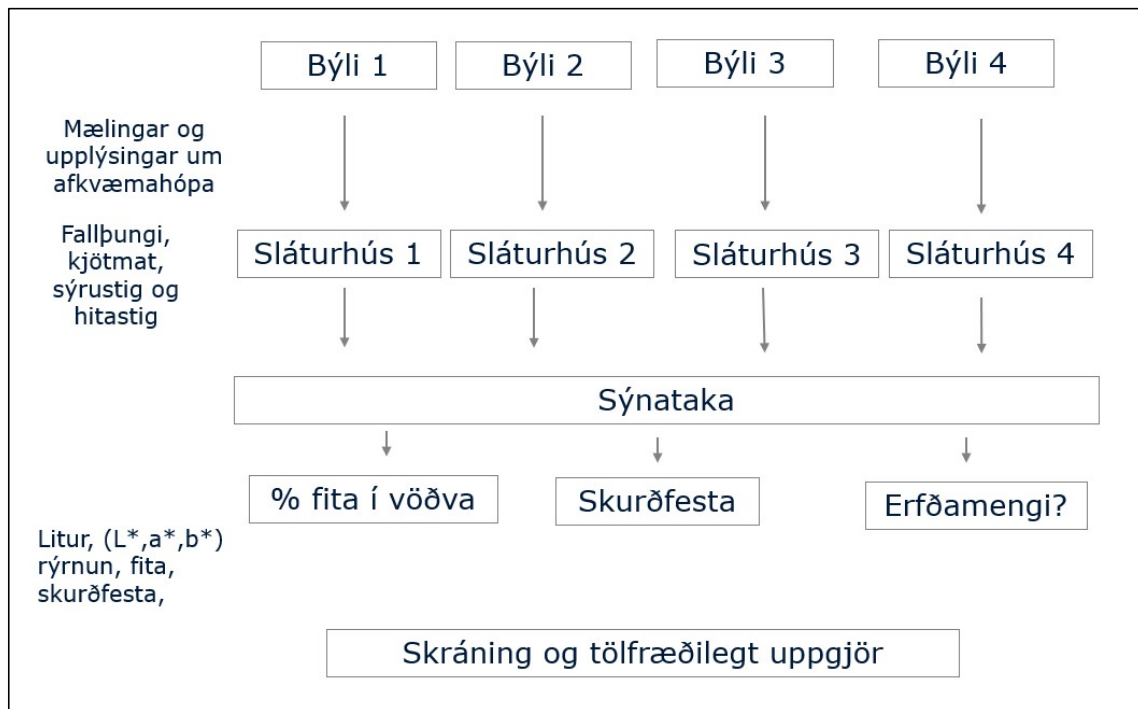 Býli 1
Býli 2
Býli 3
Býli 4
Mælingar og
upplýsingar um
afkvæmahópa
Fallþungi,
kjötmat,
sýrustig og
hitastig
Sláturhús 1
Sláturhús 2
Sláturhús 3
Sláturhús 4
Sýnataka
% fita í vöðva
Skurðfesta
Erfðamengi?
Litur, (L*,a*,b*)
rýrnun, fita,
skurðfesta,
Skráning og tölfræðilegt uppgjör